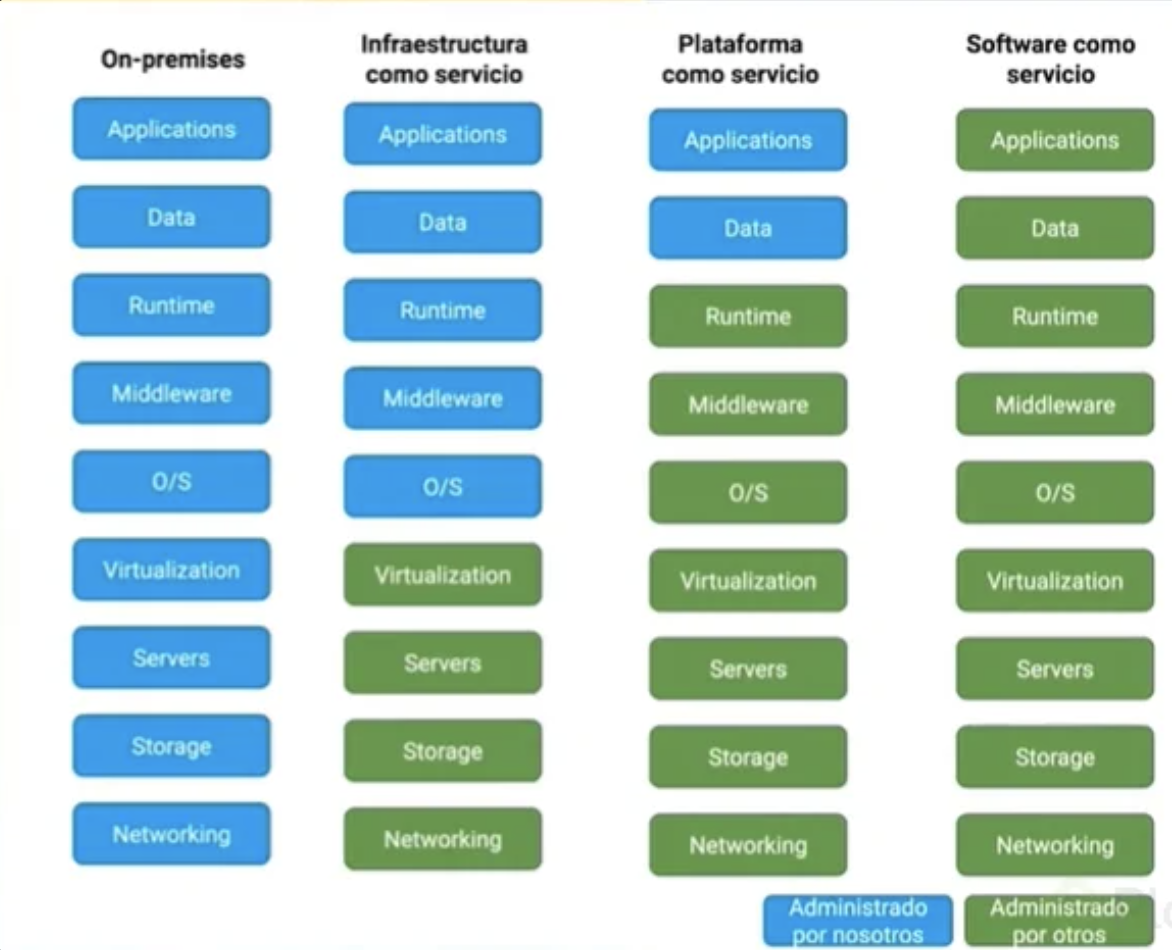 On-premises
Infraestructura
como servicio
Plataforma
como servicio
Software como
servicio
Applications
Applications
Applications
Applications
Data
Data
Data
Data
Runtime
Runtime
Runtime
Runtime
Middleware
Middleware
Middleware
Middleware
O/S
O/S
O/S
O/S
Virtualization
Virtualization
Virtualization
Virtualization
Servers
Servers
Servers
Servers
Storage
Storage
Storage
Storage
Networking
Networking
Networking
Networking
Administrado
por nosotros
Administrado
por otros